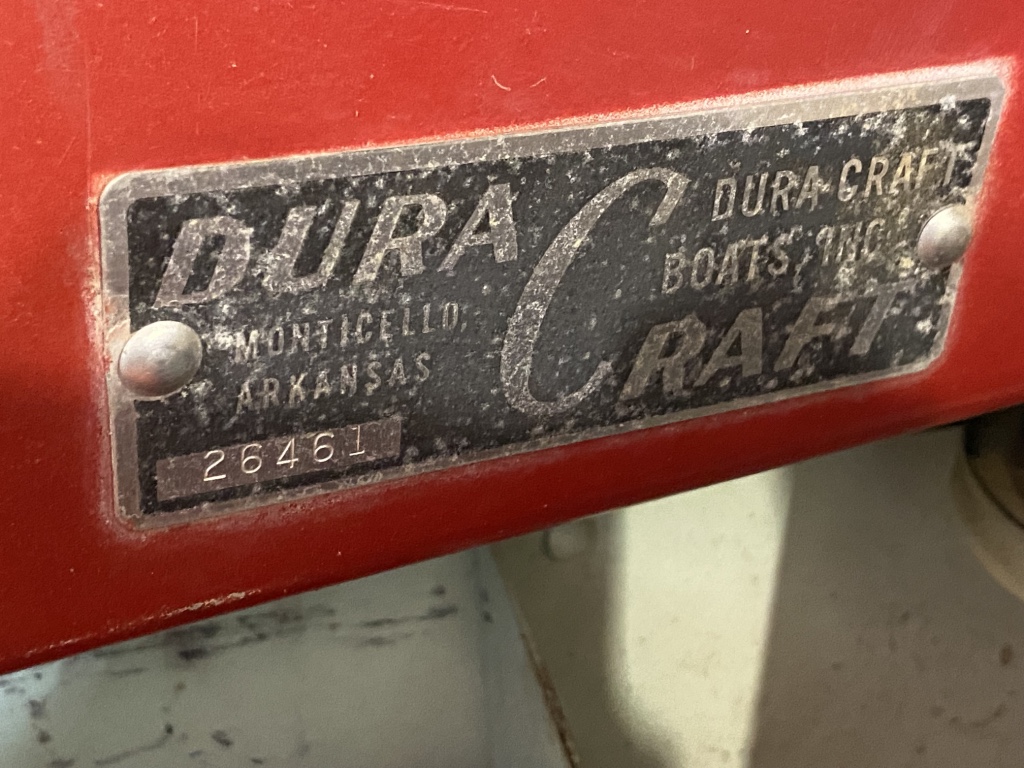 DURA CRAFT
DURA-CRAFT
BOATS, INC.
MONTICELLO,
ARKANSAS
26461